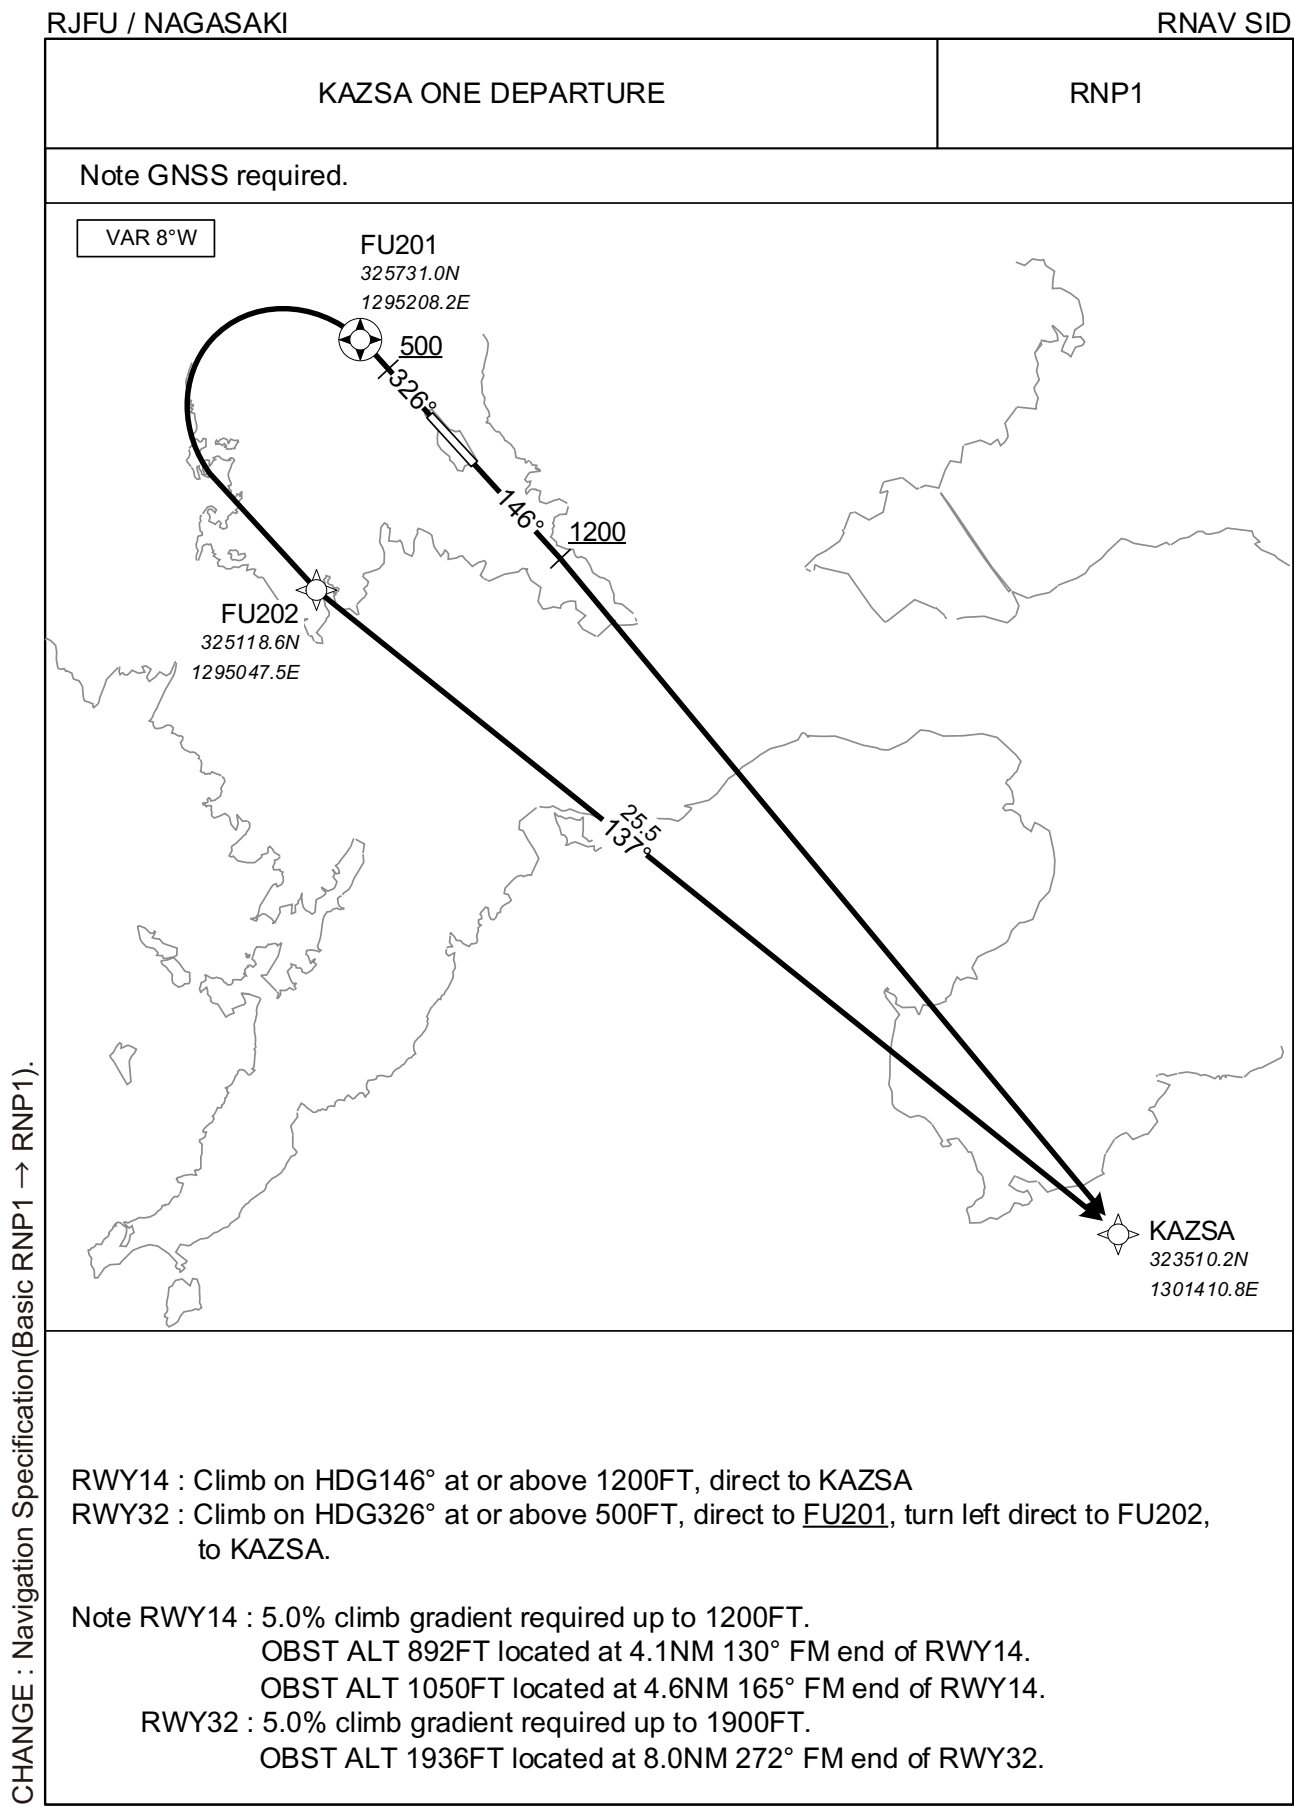 RJFU / NAGASAKI
RNAV SID
KAZSA ONE DEPARTURE
RNP1
Note GNSS required.
VAR 8°W
FU201
325731.0N
1295208.2E
500
326°
146°
1200
FU202
325118.6N
1295047.5E
25.5
137°
KAZSA
323510.2N
1301410.8E
RWY14 : Climb on HDG146° at or above 1200FT, direct to KAZSA
RWY32 : Climb on HDG326° at or above 500FT, direct to FU201, turn left direct to FU202,
to KAZSA.
Note RWY14 : 5.0% climb gradient required up to 1200FT.
OBST ALT 892FT located at 4.1NM 130° FM end of RWY14.
OBST ALT 1050FT located at 4.6NM 165° FM end of RWY14.
RWY32 : 5.0% climb gradient required up to 1900FT.
OBST ALT 1936FT located at 8.0NM 272° FM end of RWY32.
CHANGE : Navigation Specification(Basic RNP1 → RNP1).